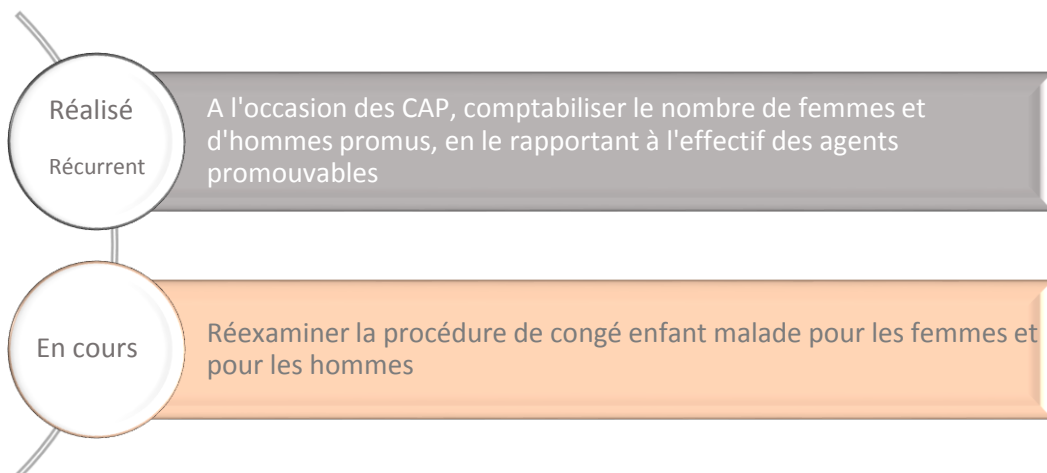 Réalisé
Récurrent
A l'occasion des CAP, comptabiliser le nombre de femmes et
d'hommes promus, en le rapportant à l'effectif des agents
promouvables
En cours
Réexaminer la procédure de congé enfant malade pour les femmes et
pour les hommes